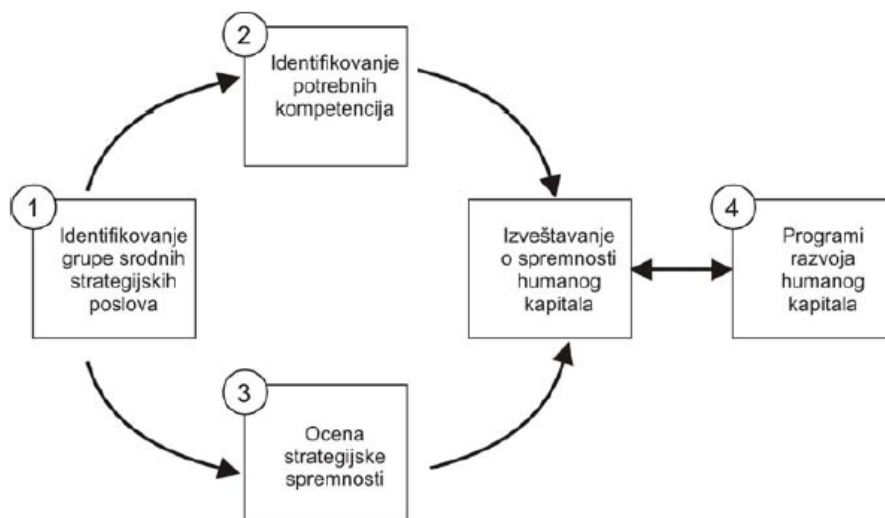 1
Identifikovanje
grupe srodnih
strategijskih
poslova
2
Identifikovanje
potrebnih
kompetencija
3
Ocena
strategijske
spremnosti
Izveštavanje
o spremnosti
humanog
kapitala
4
Programi
razvoja
humanog
kapitala